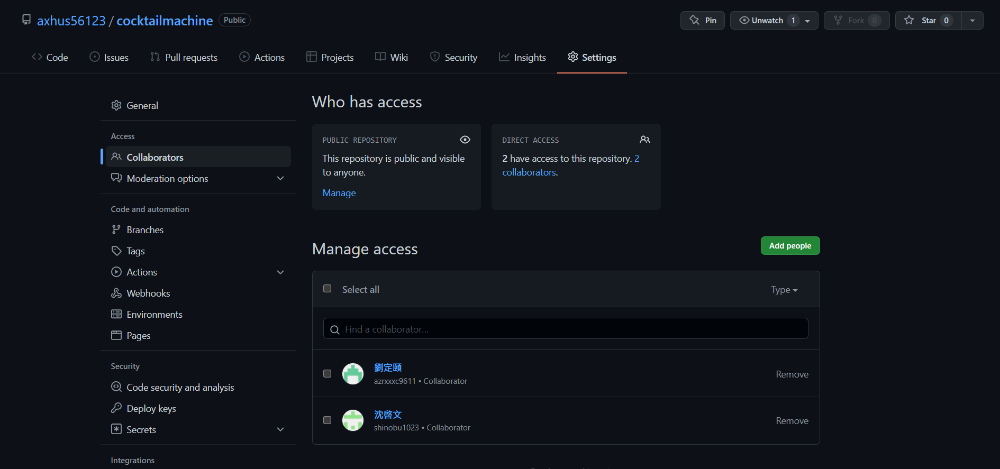 axhus56123 / cocktailmachine Public
Pin Unwatch 1 Fork 0 Star 0
Code Issues Pull requests Actions Projects Wiki Security Insights Settings
General
Access
Collaborators
Moderation options
Code and automation
Branches
Tags
Actions
Webhooks
Environments
Pages
Security
Code security and analysis
Deploy keys
Secrets
Integrations
Who has access
PUBLIC REPOSITORY
This repository is public and visible
to anyone.
Manage
DIRECT ACCESS
2 have access to this repository. 2
collaborators.
Manage access
Add people
Select all
Type
Find a collaborator...
劉定頤
azrxxxc9611 • Collaborator
Remove
沈啓文
shinobu1023 • Collaborator
Remove